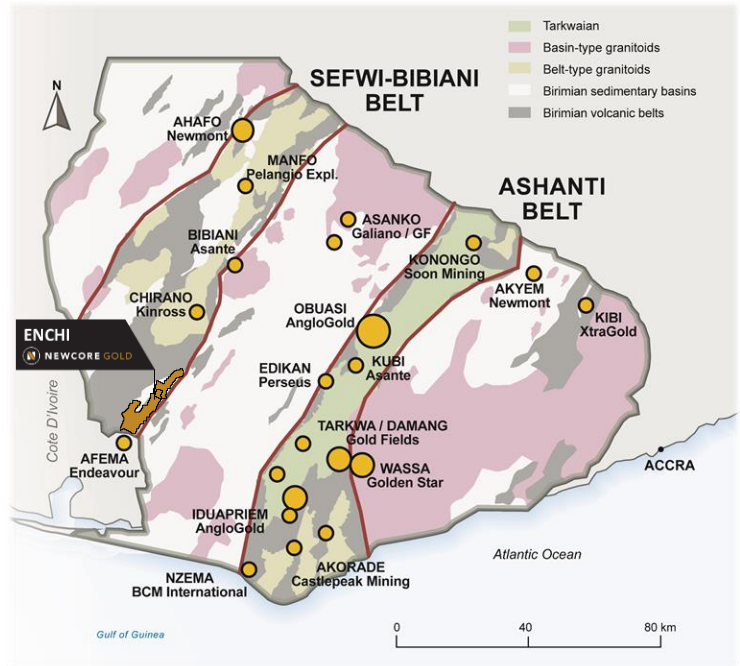 Tarkwaian
Basin-type granitoids
Belt-type granitoids
Birimian sedimentary basins
Birimian volcanic belts
N
SEFWI-BIBIANI
BELT
AHAFO
Newmont
MANFO
Pelangio Expl.
ASHANTI
BELT
ASANKO
Galiano / GF
BIBIANI
Asante
KONONGO
Soon Mining
AKYEM
Newmont
CHIRANO
Kinross
OBUASI
AngloGold
KIBI
XtraGold
ENCHI
NEWCORE GOLD
EDIKAN
Perseus
KUBI
Asante
Cote D'Ivoire
TARKWA / DAMANG
Gold Fields
AFEMA
Endeavour
WASSA
Golden Star
ACCRA
IDUAPRIEM
AngloGold
Atlantic Ocean
AKORADE
Castlepeak Mining
NZEMA
BCM International
Gulf of Guinea
0 40 80 km